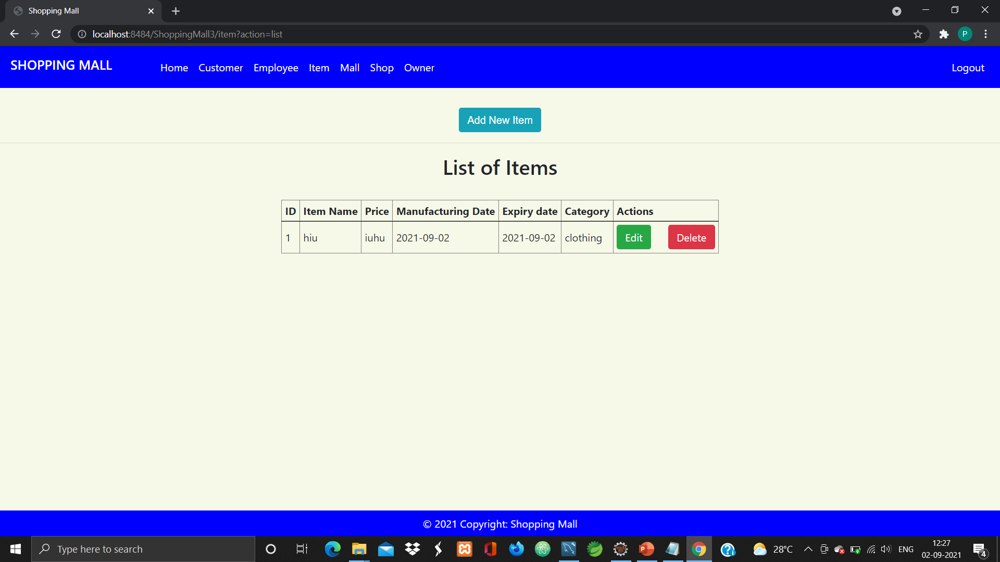 Shopping Mall
localhost:8484/ShoppingMall3/item?action=list
P
SHOPPING MALL Home Customer Employee Item Mall Shop Owner Logout
Add New Item
List of Items
ID Item Name Price Manufacturing Date Expiry date Category Actions
1 hiu iuhu 2021-09-02 2021-09-02 clothing Edit Delete
© 2021 Copyright: Shopping Mall
Type here to search
28°C
ENG
12:27
02-09-2021
4